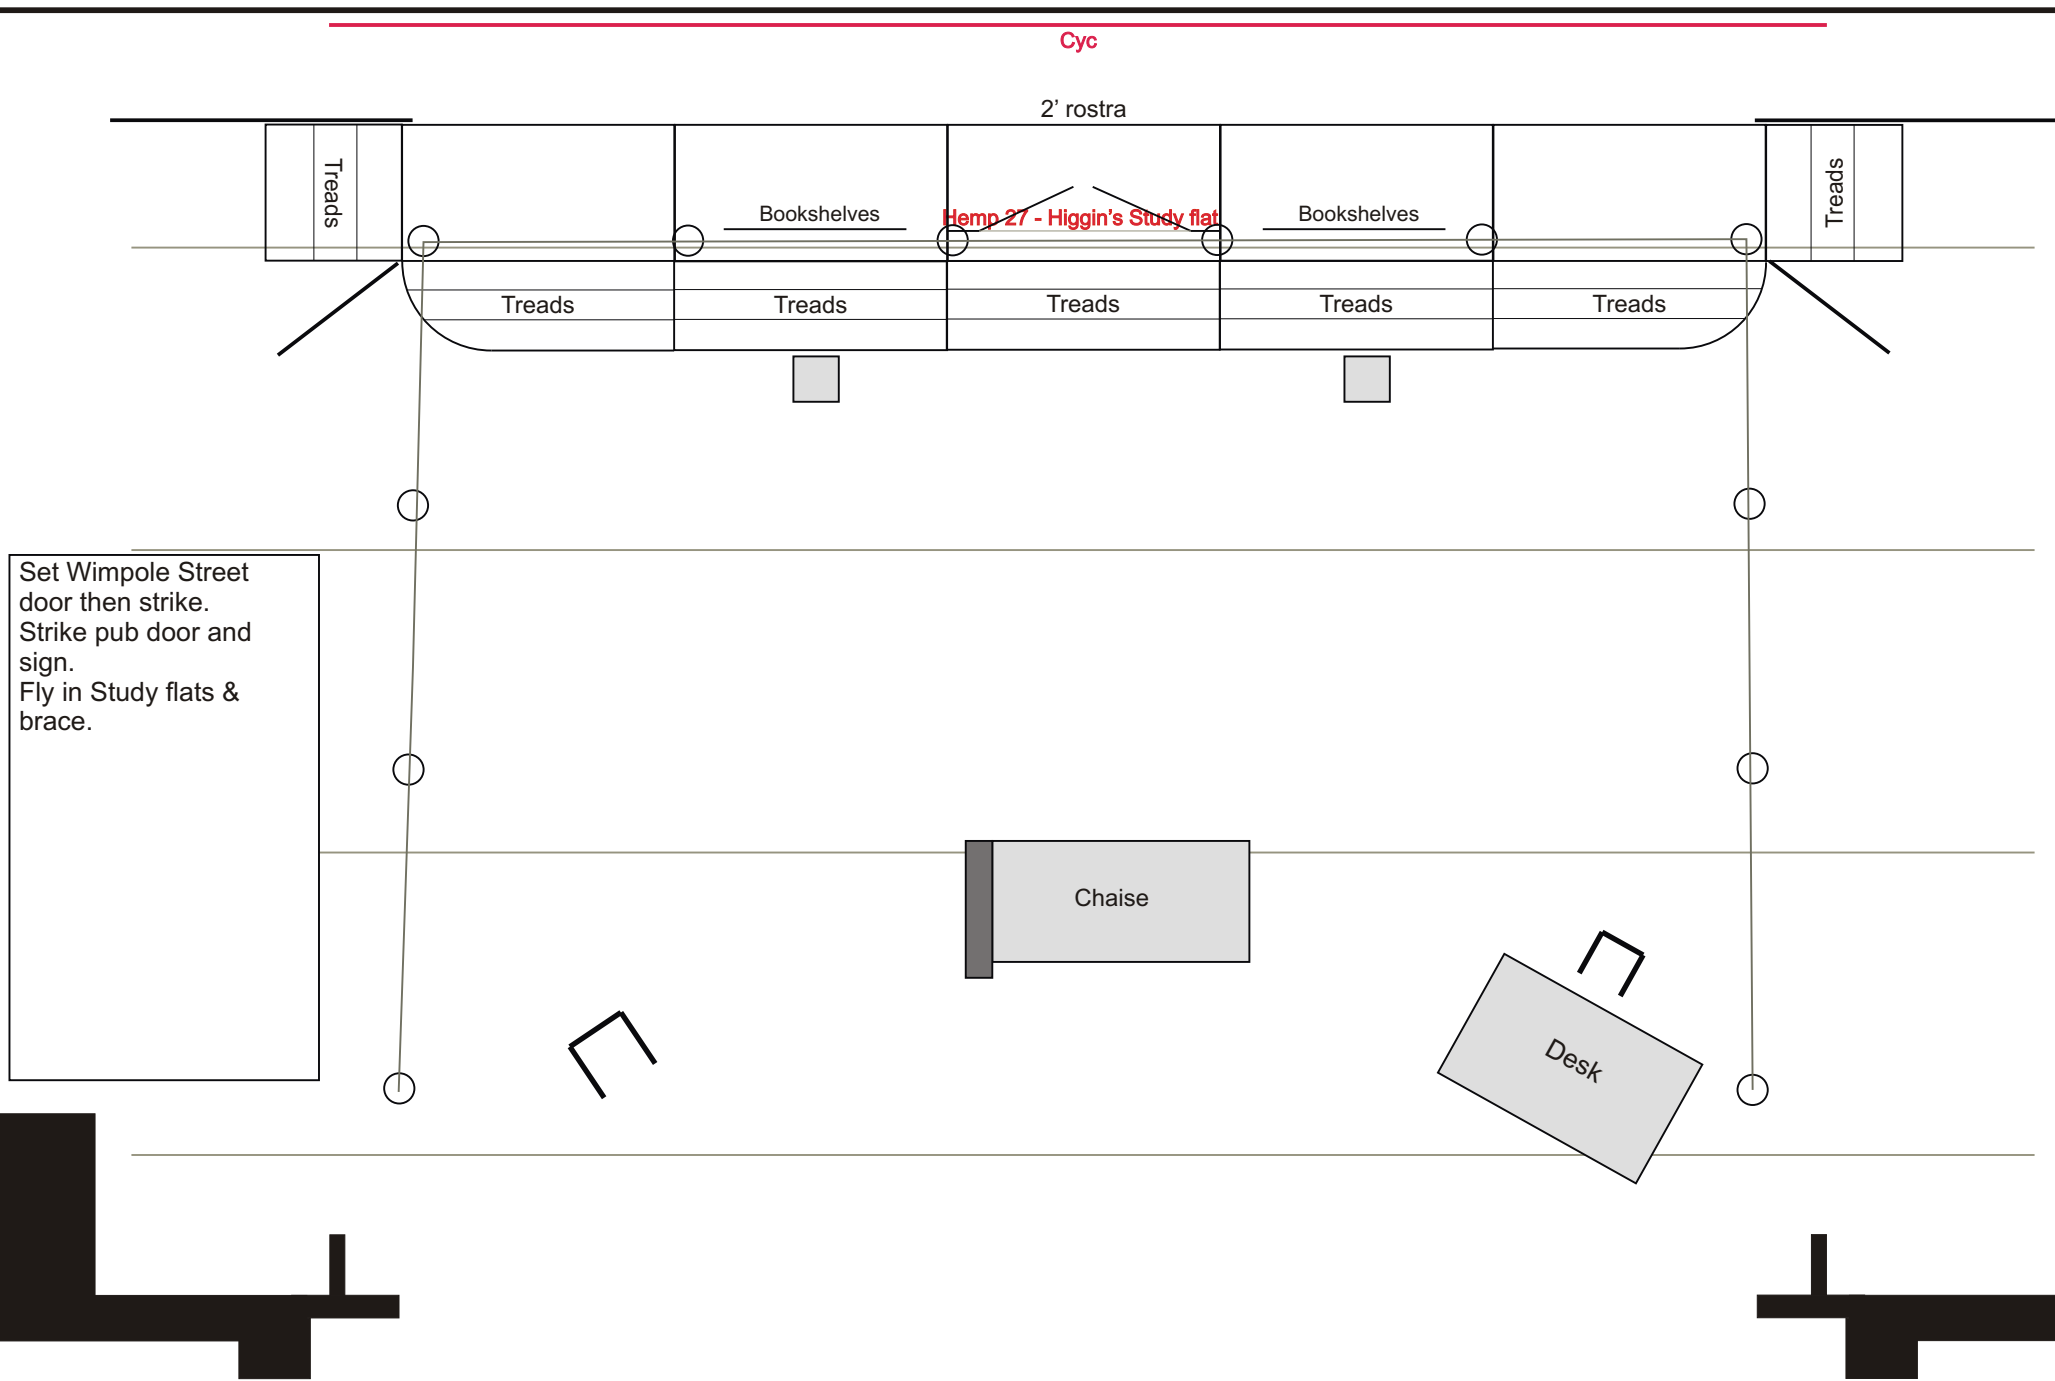 Cyc
2’ rostra
Treads
Treads
Bookshelves
Hemp 27 - Higgin’s Study flat
Bookshelves
Treads
Treads
Treads
Treads
Treads
Set Wimpole Street
door then strike.
Strike pub door and
sign.
Fly in Study flats &
brace.
Chaise
Desk